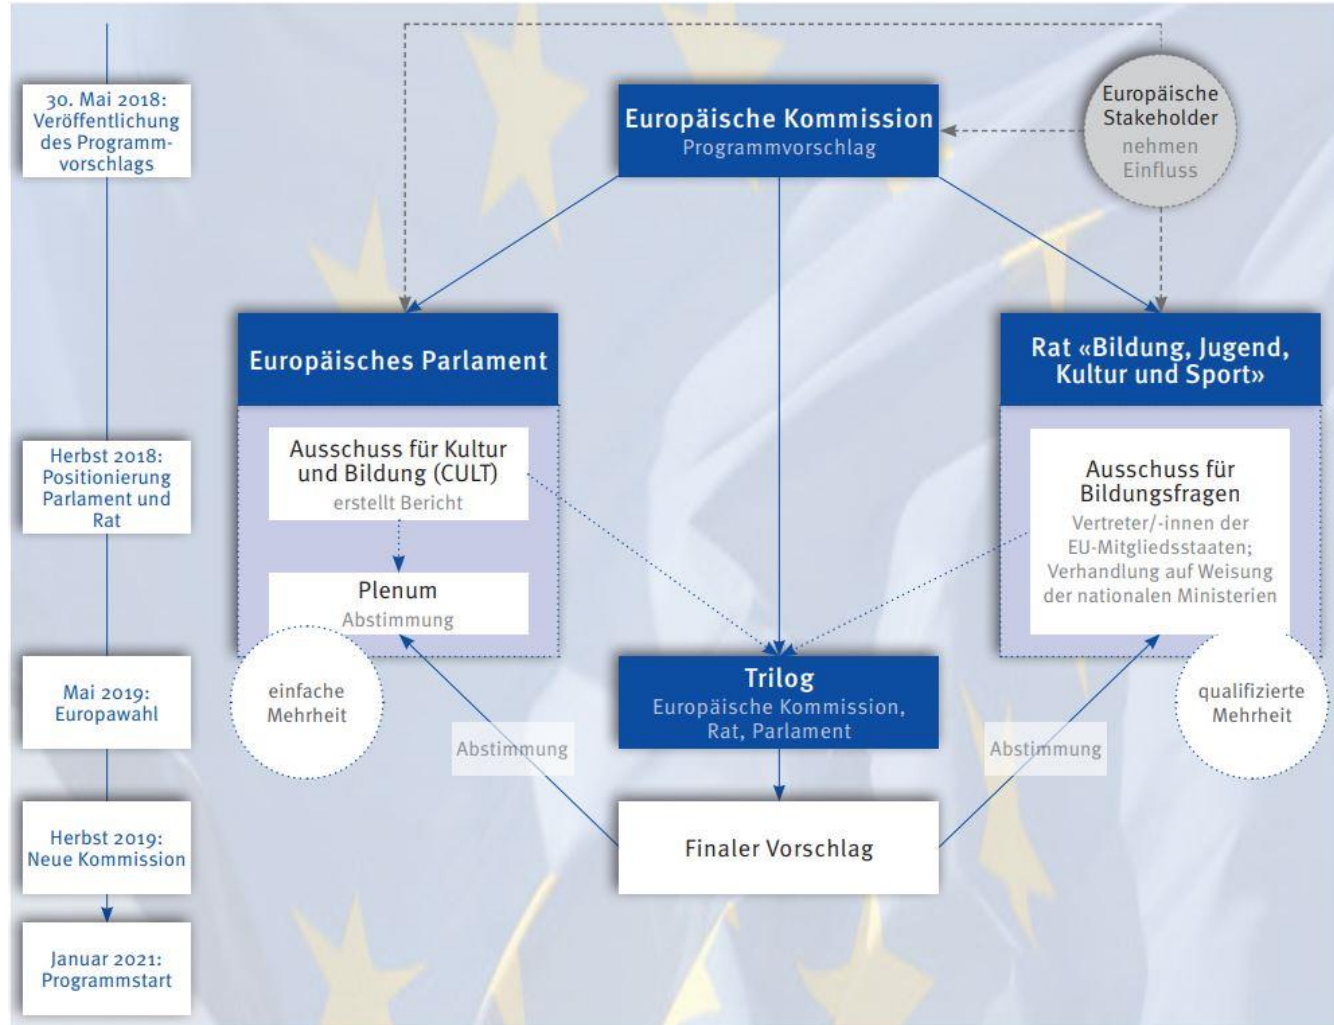 30. Mai 2018:
Veröffentlichung
des Programm-
vorschlags
Herbst 2018:
Positionierung
Parlament und
Rat
Mai 2019:
Europawahl
Herbst 2019:
Neue Kommission
Januar 2021:
Programmstart
Europäische Kommission
Programmvorschlag
Europäische
Stakeholder
nehmen
Einfluss
Europäisches Parlament
Ausschuss für Kultur
und Bildung (CULT)
erstellt Bericht
Plenum
Abstimmung
einfache
Mehrheit
Rat «Bildung, Jugend,
Kultur und Sport»
Ausschuss für
Bildungsfragen
Vertreter/-innen der
EU-Mitgliedsstaaten;
Verhandlung auf Weisung
der nationalen Ministerien
qualifizierte
Mehrheit
Trilog
Europäische Kommission,
Rat, Parlament
Abstimmung
Abstimmung
Finaler Vorschlag